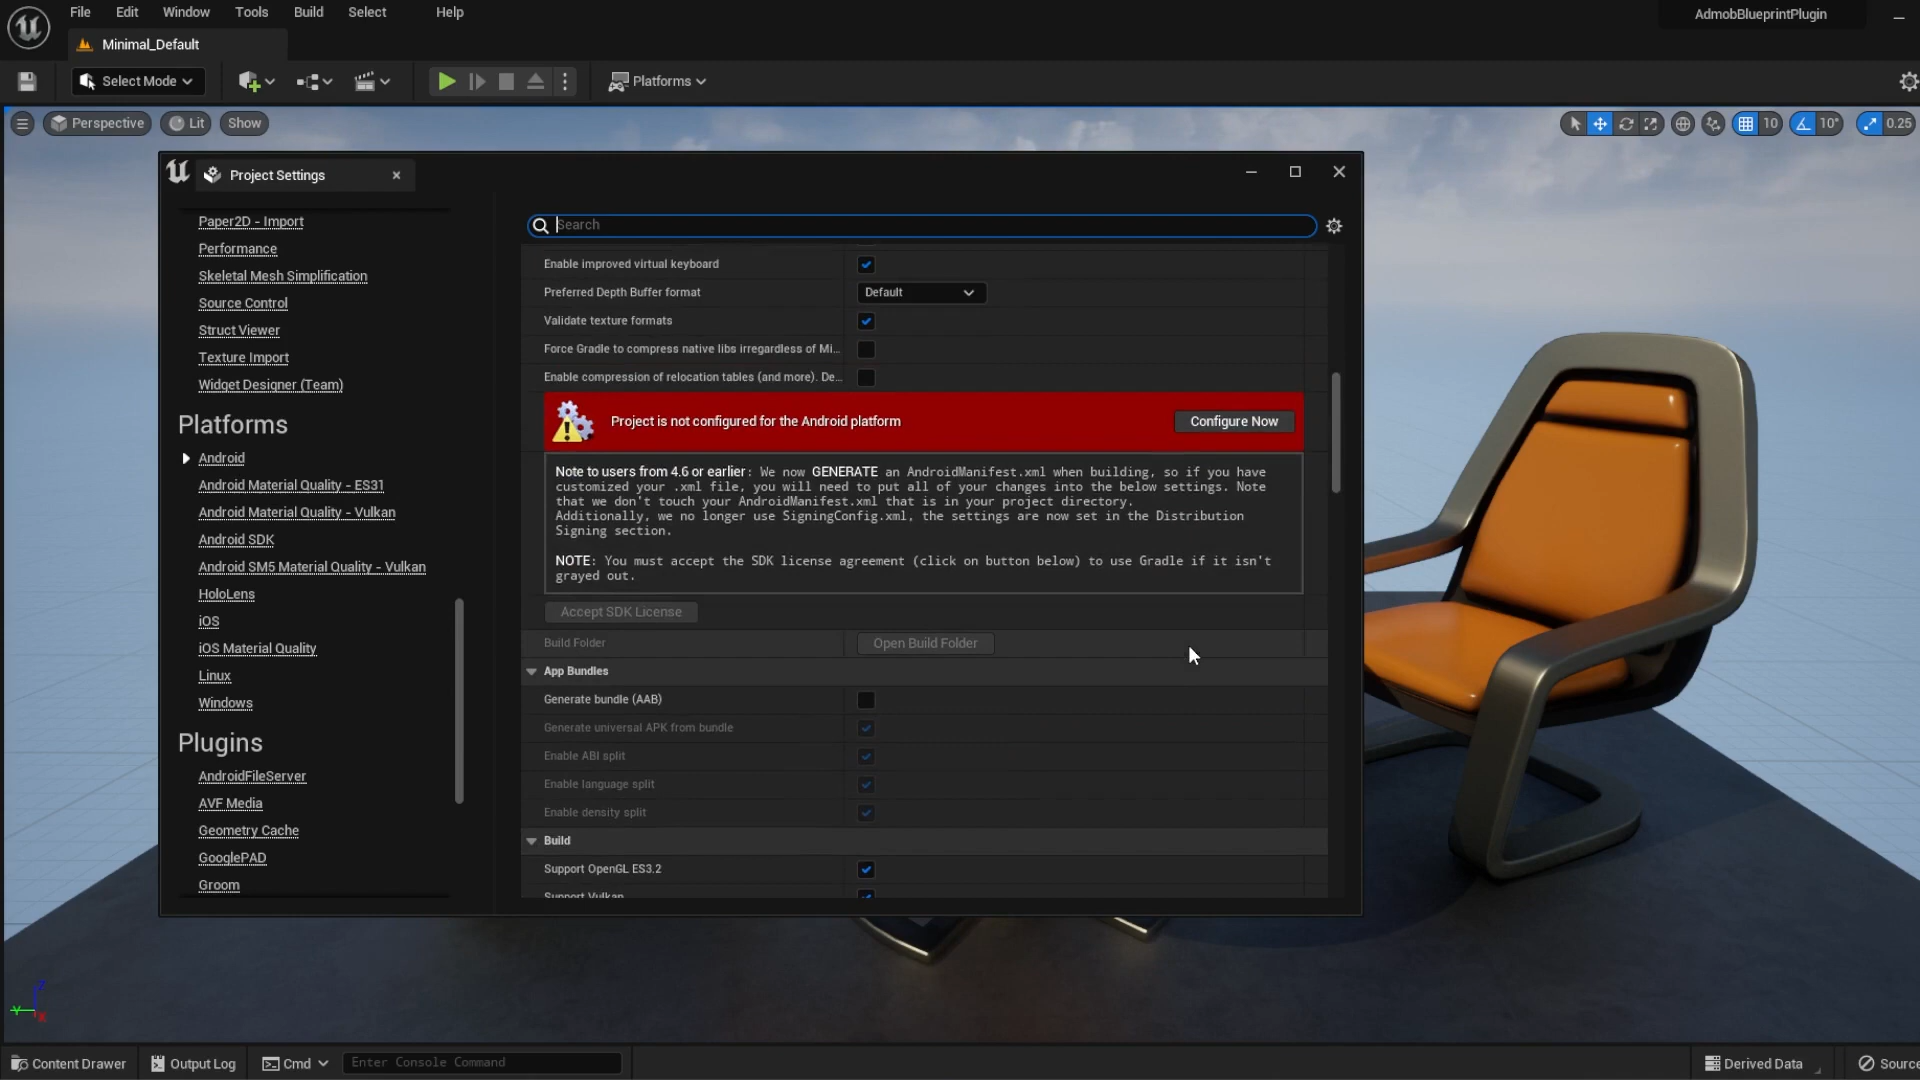 File Edit Window Tools Build Select Help
AdmobBlueprintPlugin
Minimal_Default
Select Mode
Platforms
Perspective Lit Show
10 10° 0.25
Project Settings
Search
Paper2D - Import
Performance
Skeletal Mesh Simplification
Source Control
Struct Viewer
Texture Import
Widget Designer (Team)
Platforms
Android
Android Material Quality - ES31
Android Material Quality - Vulkan
Android SDK
Android SM5 Material Quality - Vulkan
HoloLens
iOS
iOS Material Quality
Linux
Windows
Plugins
AndroidFileServer
AVF Media
Geometry Cache
GooglePAD
Groom
Enable improved virtual keyboard
Preferred Depth Buffer format Default
Validate texture formats
Force Gradle to compress native libs irregardless of Mi...
Enable compression of relocation tables (and more). De...
Project is not configured for the Android platform Configure Now
Note to users from 4.6 or earlier: We now GENERATE an AndroidManifest.xml when building, so if you have
customized your .xml file, you will need to put all of your changes into the below settings. Note
that we don't touch your AndroidManifest.xml that is in your project directory.
Additionally, we no longer use SigningConfig.xml, the settings are now set in the Distribution
Signing section.
NOTE: You must accept the SDK license agreement (click on button below) to use Gradle if it isn't
grayed out.
Accept SDK License
Build Folder Open Build Folder
App Bundles
Generate bundle (AAB)
Generate universal APK from bundle
Enable ABI split
Enable language split
Enable density split
Build
Support OpenGL ES3.2
Support Vulkan
Content Drawer Output Log Cmd Enter Console Command Derived Data Source